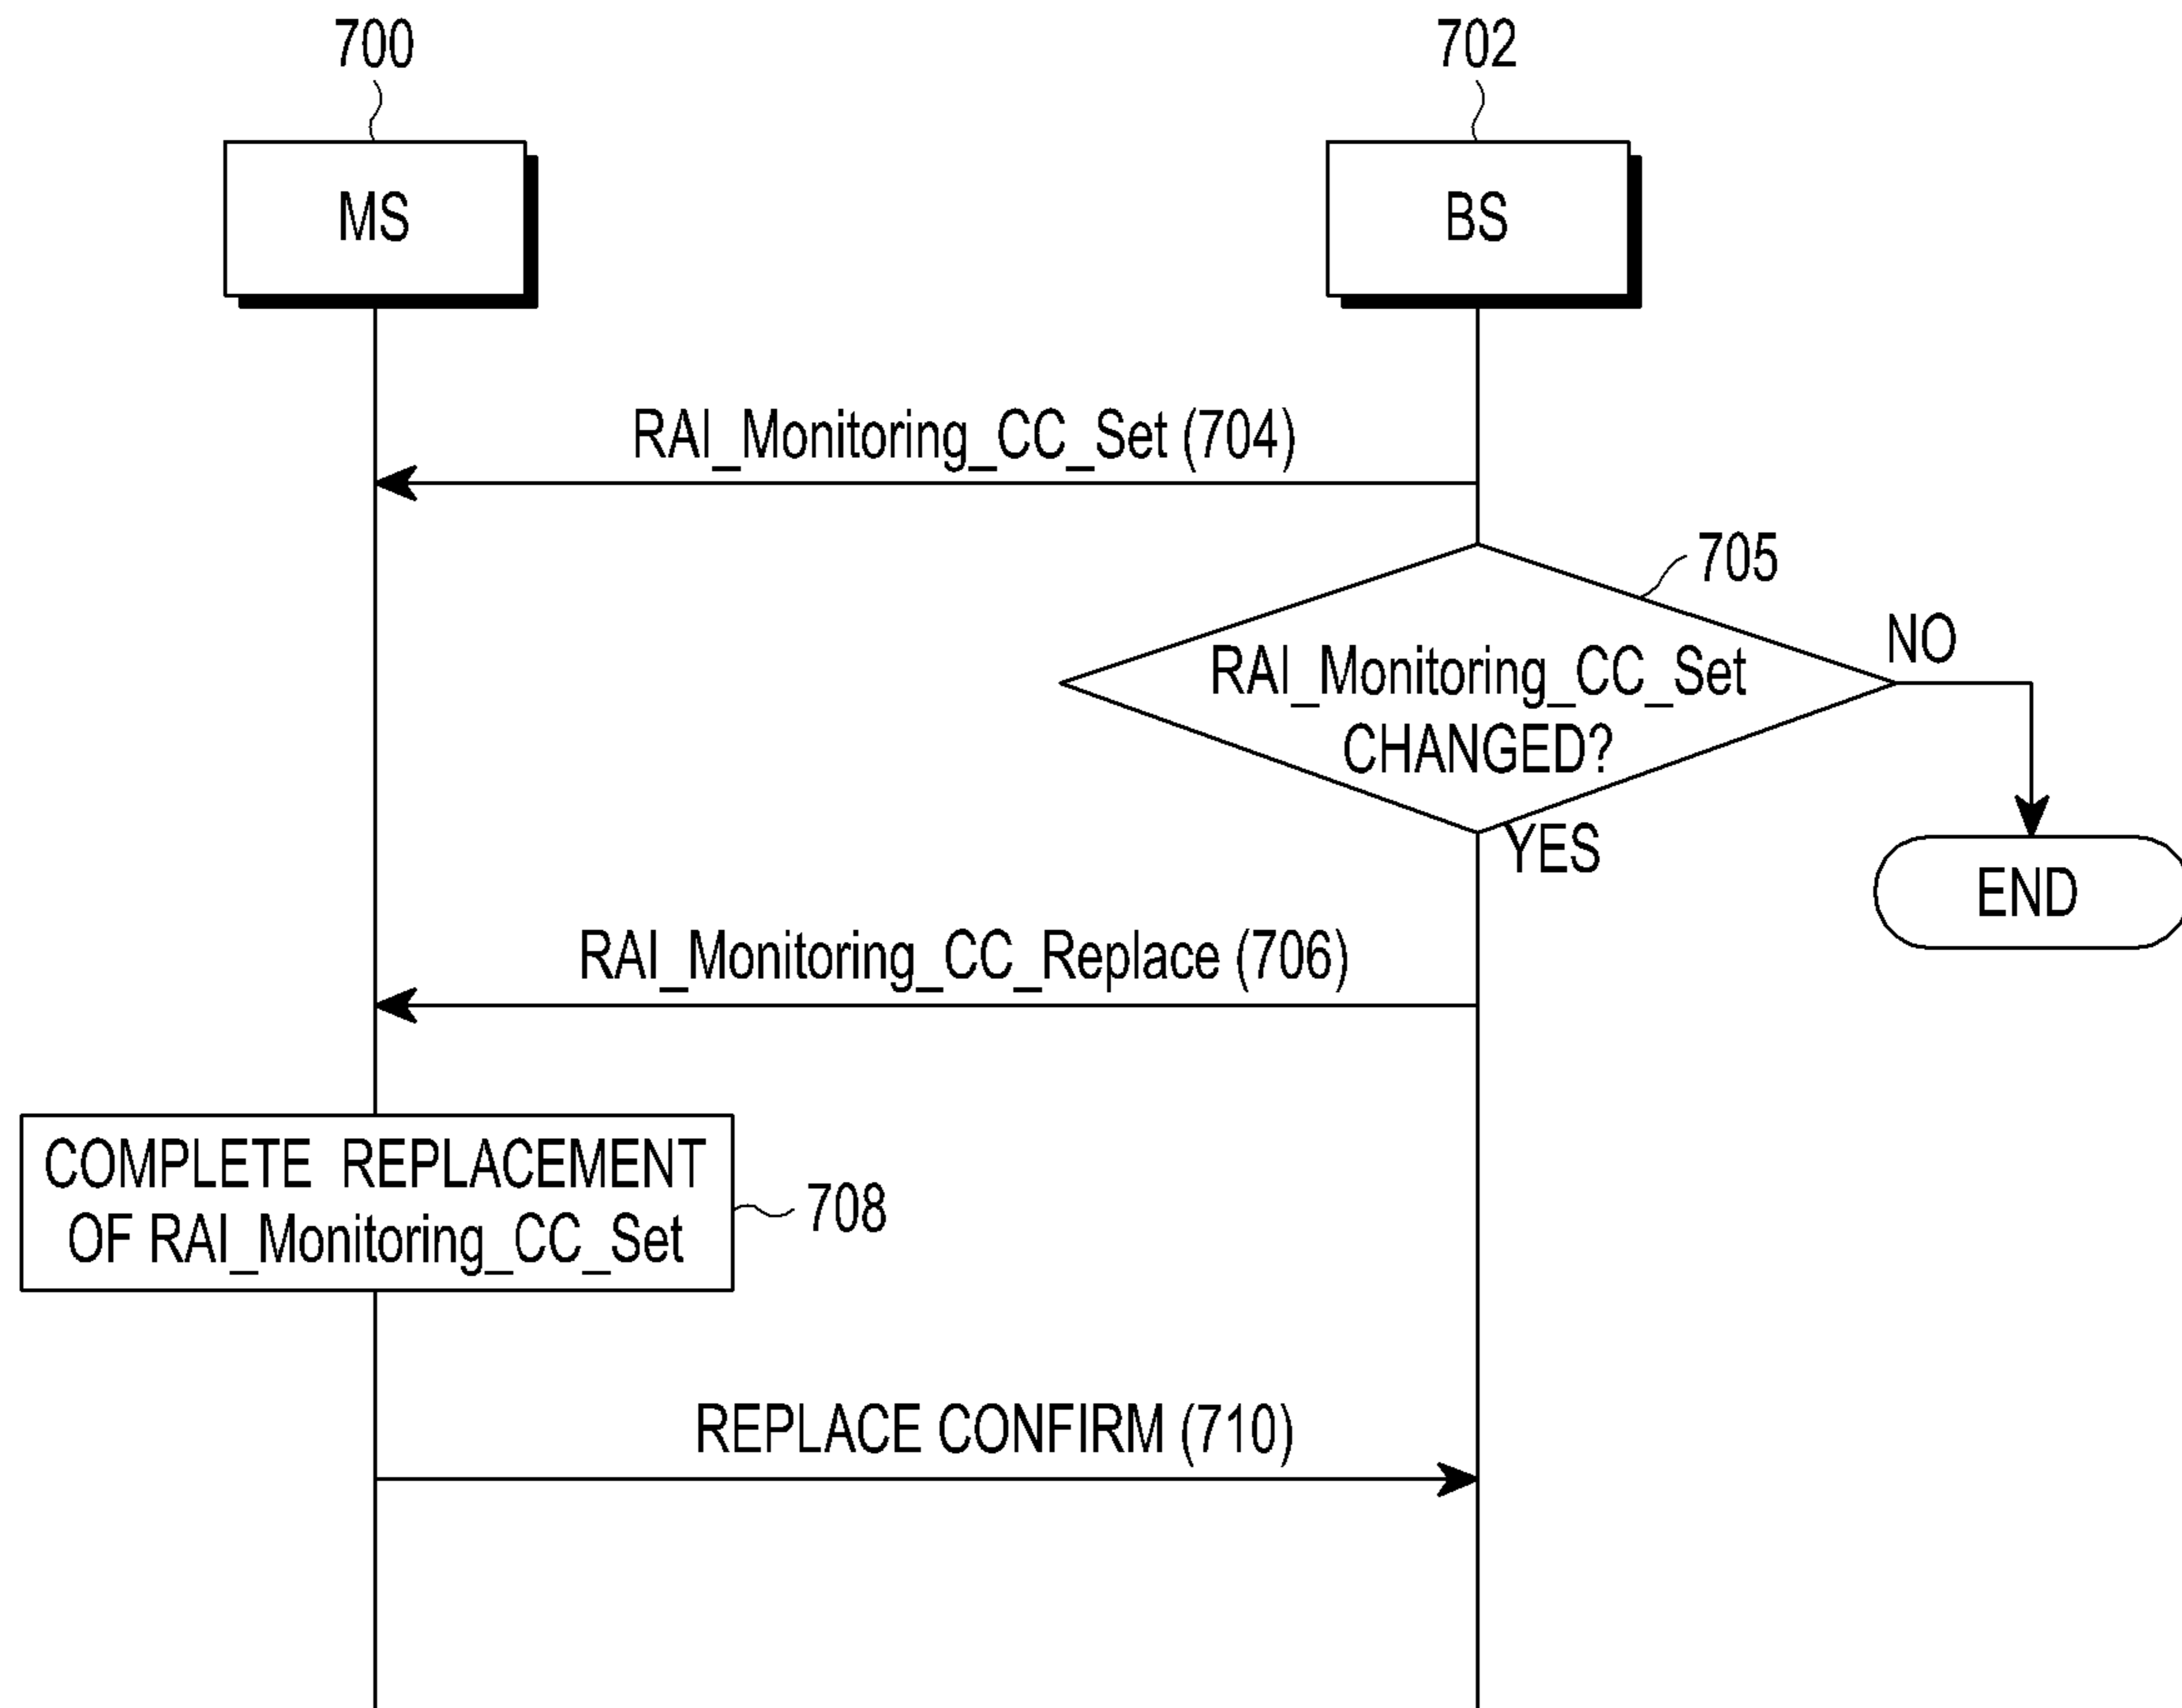 700
702
MS
BS
RAI_Monitoring_CC_Set (704)
705
NO
RAI_Monitoring_CC_Set
CHANGED?
YES
END
RAI_Monitoring_CC_Replace (706)
COMPLETE REPLACEMENT
OF RAI_Monitoring_CC_Set
708
REPLACE CONFIRM (710)